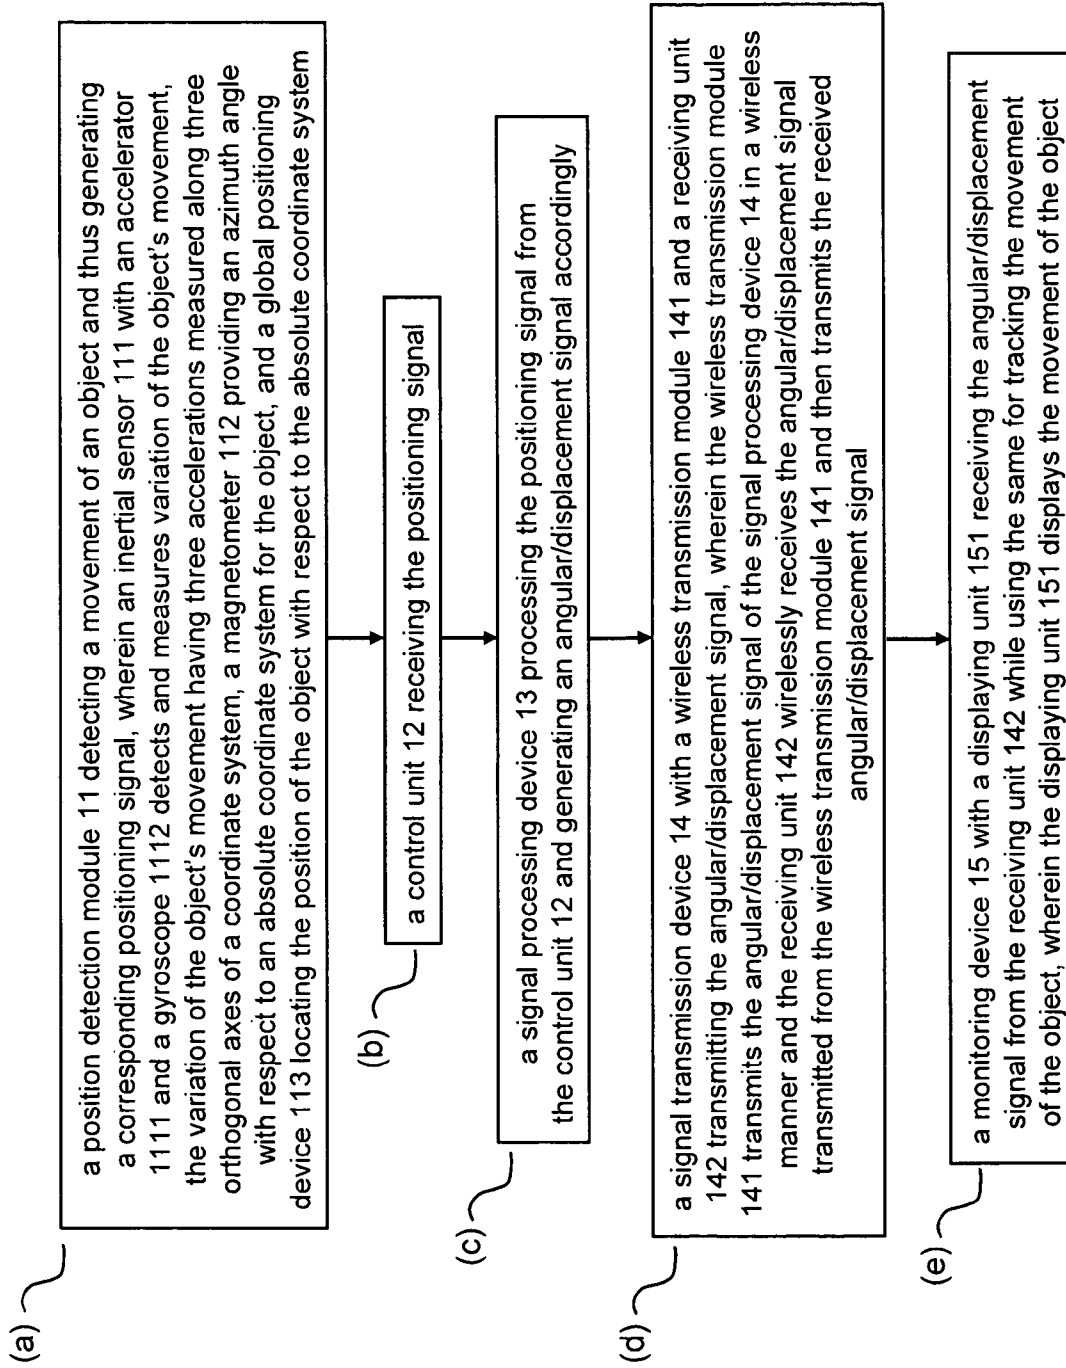 (a)
a position detection module 11 detecting a movement of an object and thus generating
a corresponding positioning signal, wherein an inertial sensor 111 with an accelerator
1111 and a gyroscope 1112 detects and measures variation of the object's movement,
the variation of the object's movement having three accelerations measured along three
orthogonal axes of a coordinate system, a magnetometer 112 providing an azimuth angle
with respect to an absolute coordinate system for the object, and a global positioning
device 113 locating the position of the object with respect to the absolute coordinate system
(b)
a control unit 12 receiving the positioning signal
(c)
a signal processing device 13 processing the positioning signal from
the control unit 12 and generating an angular/displacement signal accordingly
(d)
a signal transmission device 14 with a wireless transmission module 141 and a receiving unit
142 transmitting the angular/displacement signal, wherein the wireless transmission module
141 transmits the angular/displacement signal of the signal processing device 14 in a wireless
manner and the receiving unit 142 wirelessly receives the angular/displacement signal
transmitted from the wireless transmission module 141 and then transmits the received
angular/displacement signal
(e)
a monitoring device 15 with a displaying unit 151 receiving the angular/displacement
signal from the receiving unit 142 while using the same for tracking the movement
of the object, wherein the displaying unit 151 displays the movement of the object